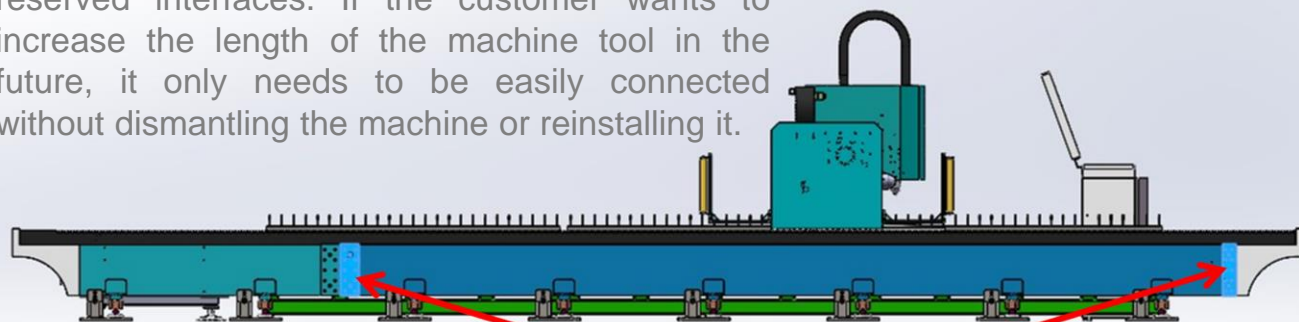 reserved interfaces. If the customer wants to
increase the length of the machine tool in the
future, it only needs to be easily connected
without dismantling the machine or reinstalling it.